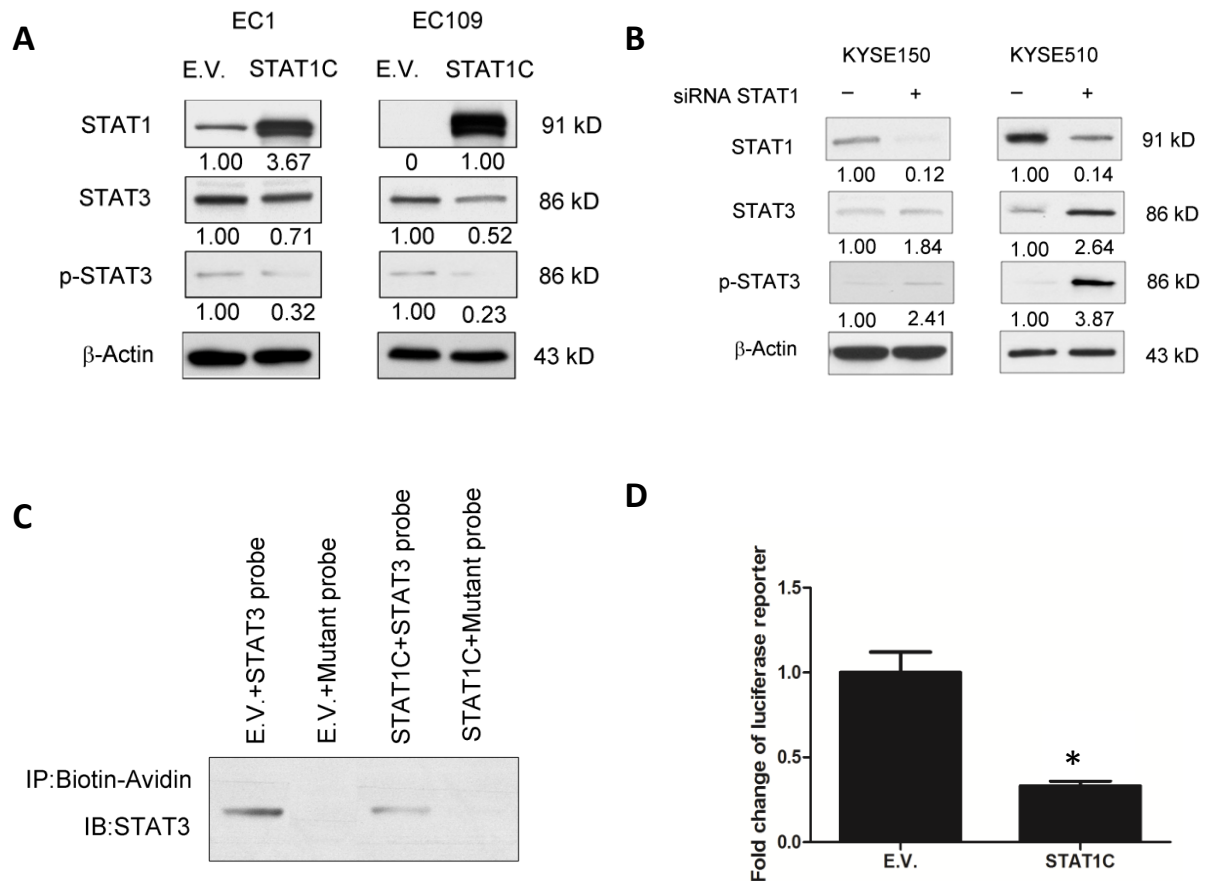 A
EC1 EC109
E.V. STAT1C E.V. STAT1C
STAT1 91 kD
1.00 3.67 0 1.00
STAT3 86 kD
1.00 0.71 1.00 0.52
p-STAT3 86 kD
1.00 0.32 1.00 0.23
β-Actin 43 kD
B
KYSE150 KYSE510
siRNA STAT1 – + – +
STAT1 91 kD
1.00 0.12 1.00 0.14
STAT3 86 kD
1.00 1.84 1.00 2.64
p-STAT3 86 kD
1.00 2.41 1.00 3.87
β-Actin 43 kD
C
E.V.+STAT3 probe
E.V.+Mutant probe
STAT1C+STAT3 probe
STAT1C+Mutant probe
IP:Biotin-Avidin
IB:STAT3
D
Fold change of luciferase reporter
1.5
1.0
0.5
0.0
*
E.V. STAT1C